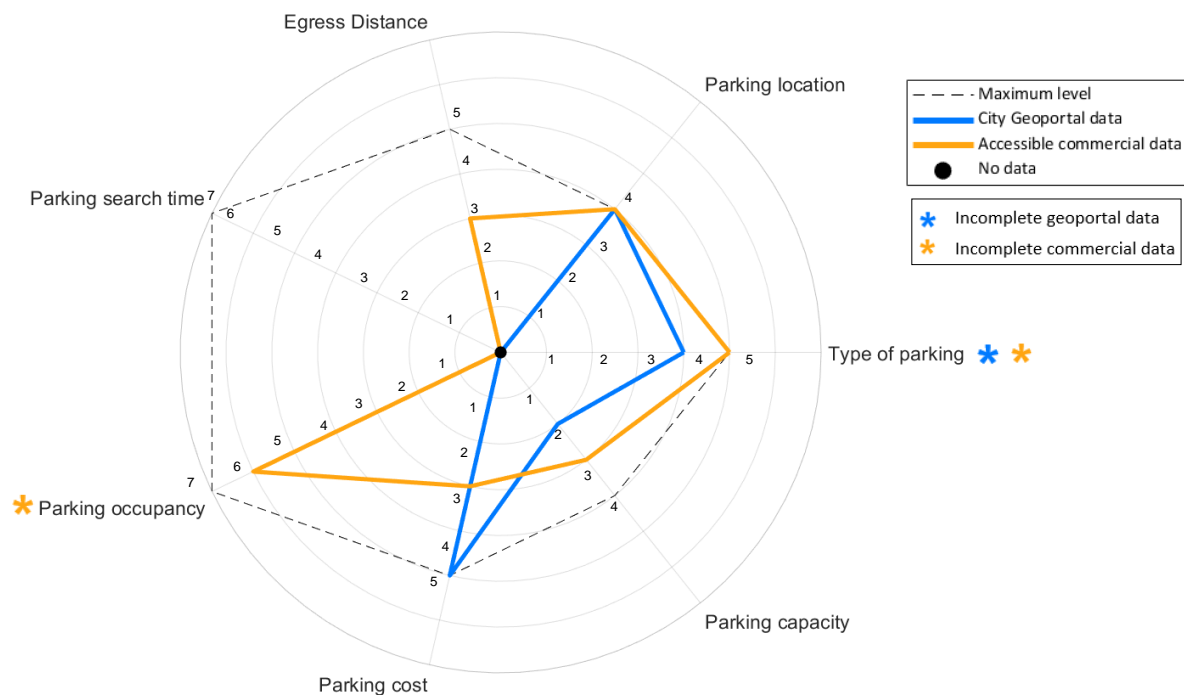 Egress Distance
Parking location
Maximum level
City Geoportal data
Accessible commercial data
No data
Incomplete geoportal data
Incomplete commercial data
Parking search time
Type of parking
* Parking occupancy
Parking capacity
Parking cost
5
4
3
2
1
4
3
2
1
7
6
5
4
3
2
1
1
2
3
4
5
1
2
3
4
5
6
7
1
2
3
4
5
1
2
3
4